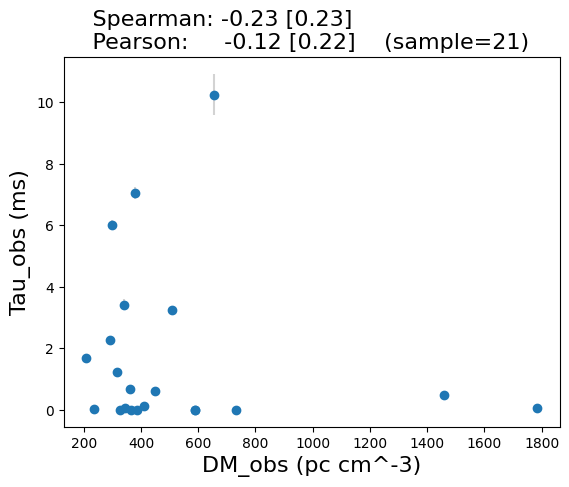 Spearman: -0.23 [0.23]
Pearson: -0.12 [0.22] (sample=21)
Tau_obs (ms)
10
8
6
4
2
0
200 400 600 800 1000 1200 1400 1600 1800
DM_obs (pc cm^-3)